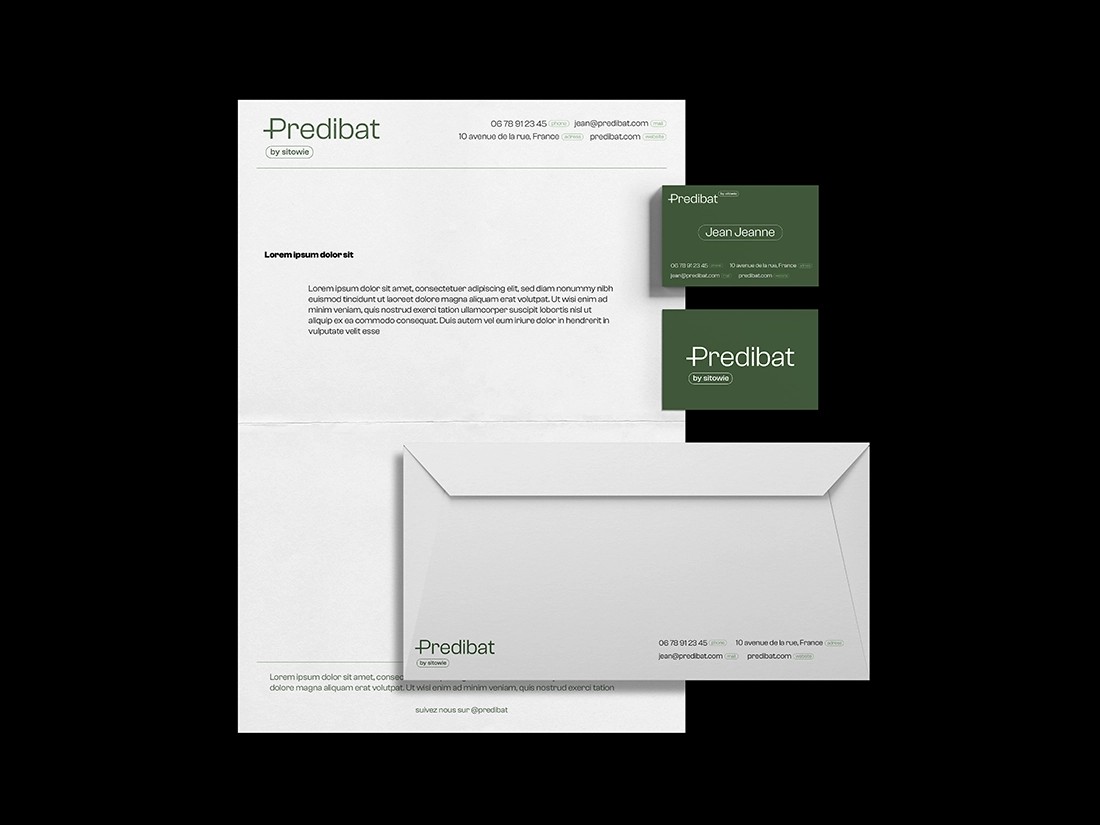 Predibat
by sitowie
06 78 91 23 45 phone jean@predibat.com mail
10 avenue de la rue, France adress predibat.com website
Lorem ipsum dolor sit
Lorem ipsum dolor sit amet, consectetuer adipiscing elit, sed diam nonummy nibh
euismod tincidunt ut laoreet dolore magna aliquam erat volutpat. Ut wisi enim ad
minim veniam, quis nostrud exerci tation ullamcorper suscipit lobortis nisl ut
aliquip ex ea commodo consequat. Duis autem vel eum iriure dolor in hendrerit in
vulputate velit esse
Predibat by sitowie
Jean Jeanne
06 78 91 23 45 phone 10 avenue de la rue, France adress
jean@predibat.com mail predibat.com website
Predibat
by sitowie
Predibat
by sitowie
06 78 91 23 45 phone 10 avenue de la rue, France adress
jean@predibat.com mail predibat.com website
Lorem ipsum dolor sit amet, consec
dolore magna aliquam erat volutpat. Ut wisi enim ad minim veniam, quis nostrud exerci tation
suivez nous sur @predibat